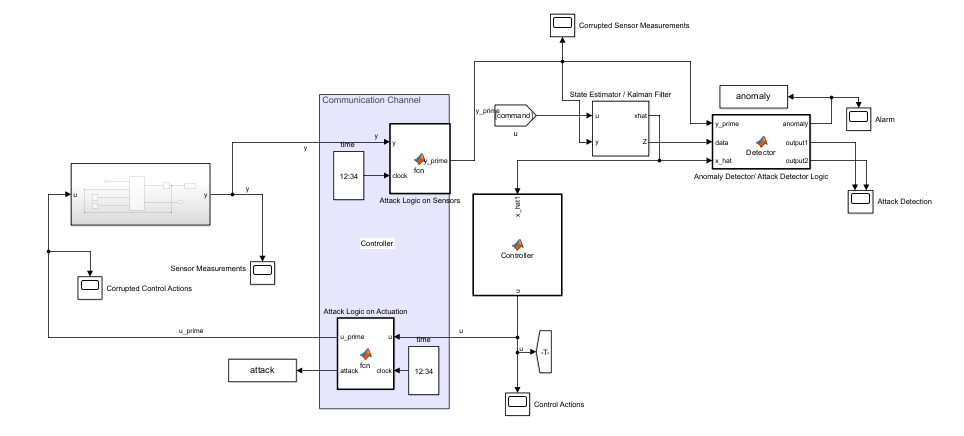 Corrupted Sensor Measurements
Communication Channel
State Estimator / Kalman Filter
anomaly
Alarm
y_prime
[command]
u
u
xhat
y
Z
y_prime
data
x_hat
Detector
anomaly
output1
output2
Anomaly Detector/ Attack Detector Logic
Attack Detection
y
y
time
12:34
y
clock
y_prime
fcn
Attack Logic on Sensors
u
y
y
Sensor Measurements
Corrupted Control Actions
Controller
x_hat1
Controller
u
Attack Logic on Actuation
u_prime
u_prime
u
attack
clock
fcn
time
12:34
attack
u
u
-T-
Control Actions